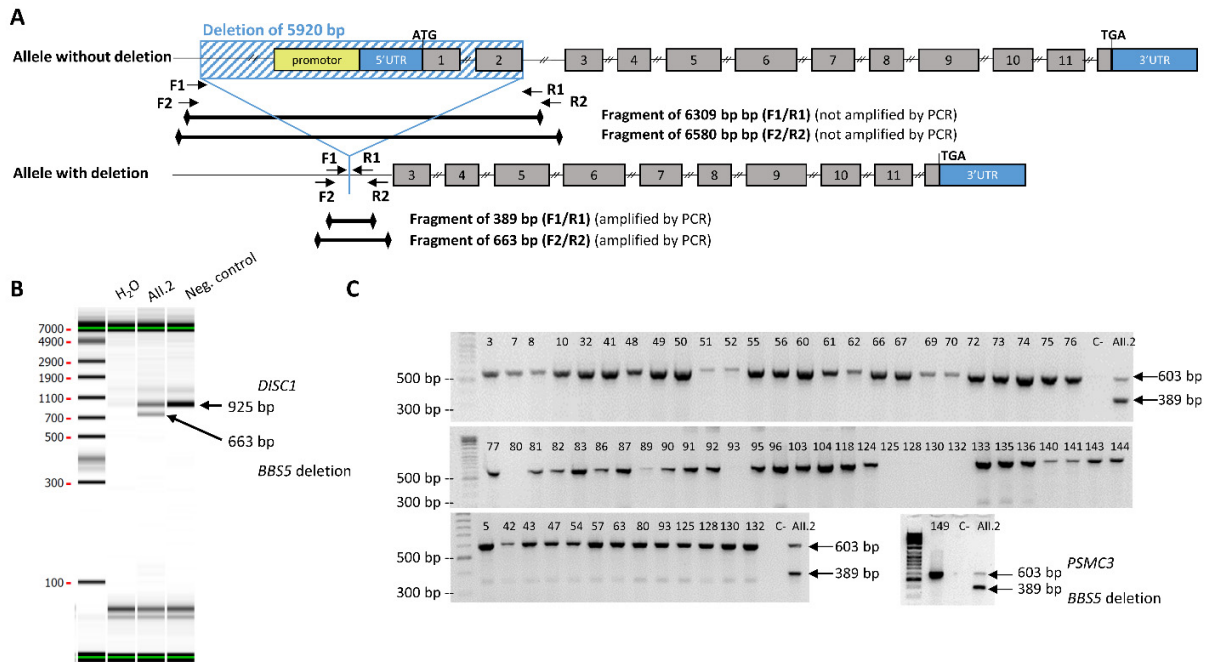 A
Deletion of 5920 bp
ATG
TGA
Allele without deletion
promotor
5'UTR
1
2
3
4
5
6
7
8
9
10
11
3'UTR
F1
R1
F2
R2
Fragment of 6309 bp bp (F1/R1) (not amplified by PCR)
Fragment of 6580 bp (F2/R2) (not amplified by PCR)
F1
R1
TGA
Allele with deletion
3
4
5
6
7
8
9
10
11
3'UTR
F2
R2
Fragment of 389 bp (F1/R1) (amplified by PCR)
Fragment of 663 bp (F2/R2) (amplified by PCR)
B
H2O
All.2
Neg. control
7000
4900
2900
1900
1100
700
500
300
100
DISC1
925 bp
663 bp
BBS5 deletion
C
3 7 8 10 32 41 48 49 50 51 52 55 56 60 61 62 66 67 69 70 72 73 74 75 76 C- All.2
500 bp
300 bp --
603 bp
389 bp
77 80 81 82 83 86 87 89 90 91 92 93 95 96 103 104 118 124 125 128 130 132 133 135 136 140 141 143 144
500 bp --
300 bp --
5 42 43 47 54 57 63 80 93 125 128 130 132 C- All.2
500 bp --
300 bp --
603 bp
389 bp
149 C- All.2
PSMC3
603 bp
389 bp
BBS5 deletion